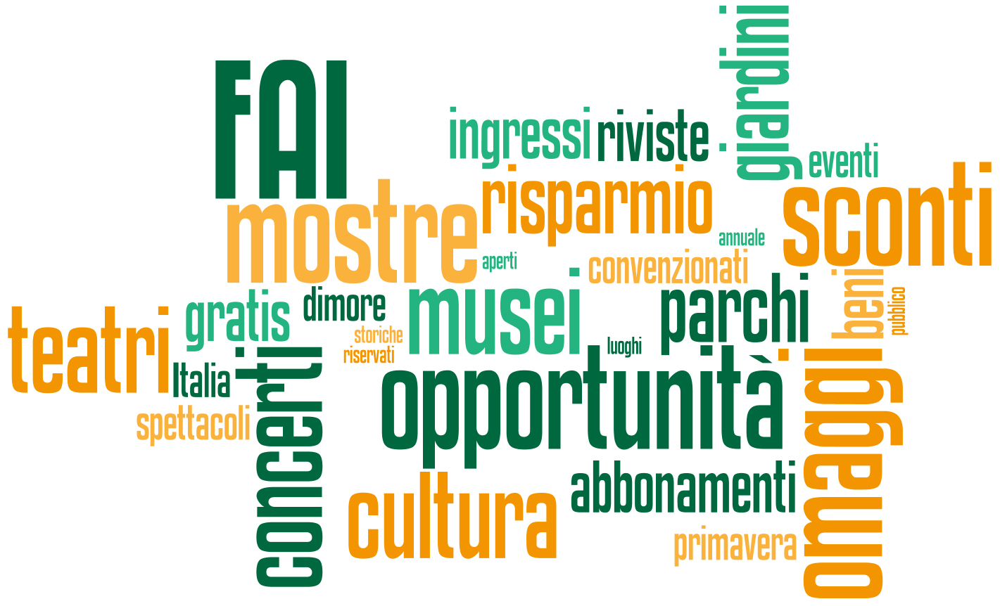 giardini
FAI
ingressi
riviste
eventi
risparmio
sconti
mostre
annuale
aperti
convenzionati
beni
parchi
musei
pubblico
gratis
dimore
teatri
storiche
riservati
luoghi
concerti
Italia
opportunità
omaggi
spettacoli
abbonamenti
cultura
primavera